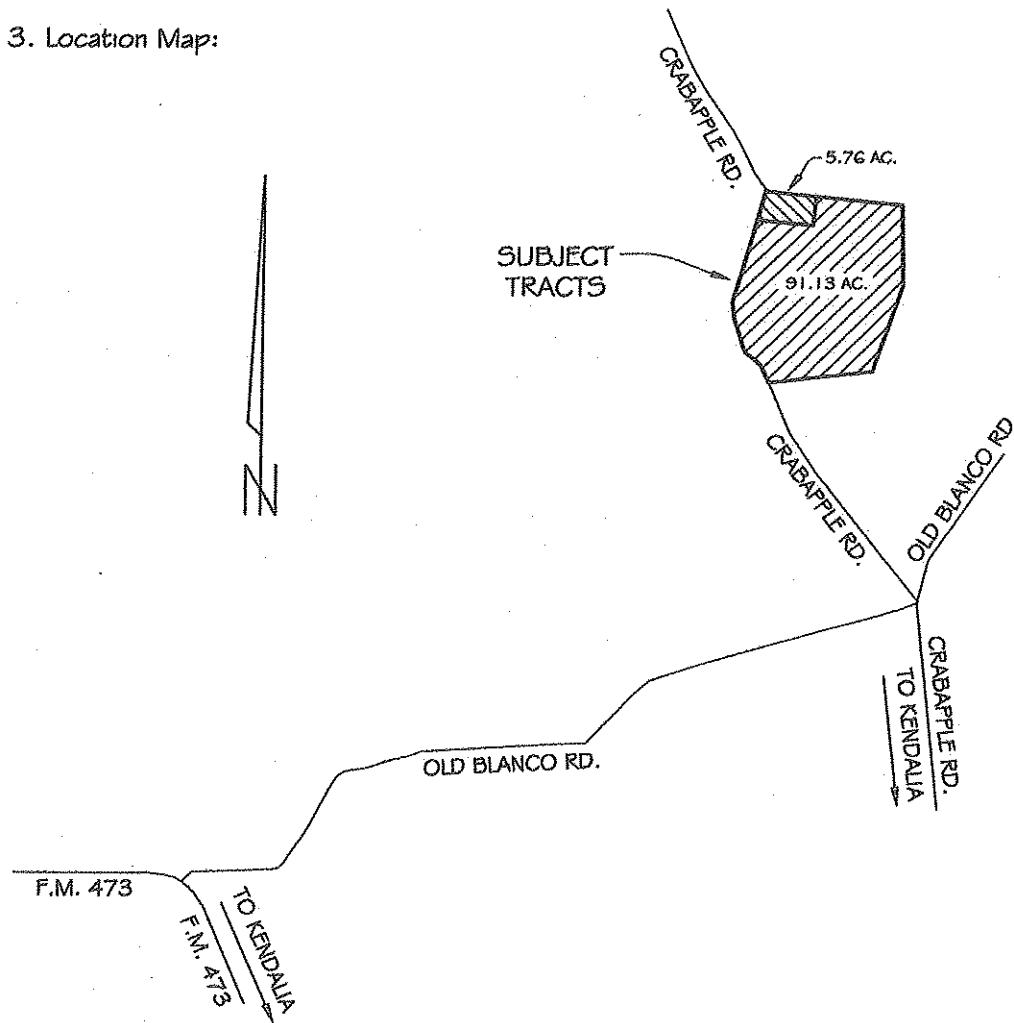 3. Location Map:
CRABAPPLE RD.
5.76 AC.
SUBJECT
TRACTS
91.13 AC.
N
CRABAPPLE RD.
OLD BLANCO RD
CRABAPPLE RD.
TO KENDALIA
OLD BLANCO RD.
F.M. 473
F.M. 473
TO KENDALIA